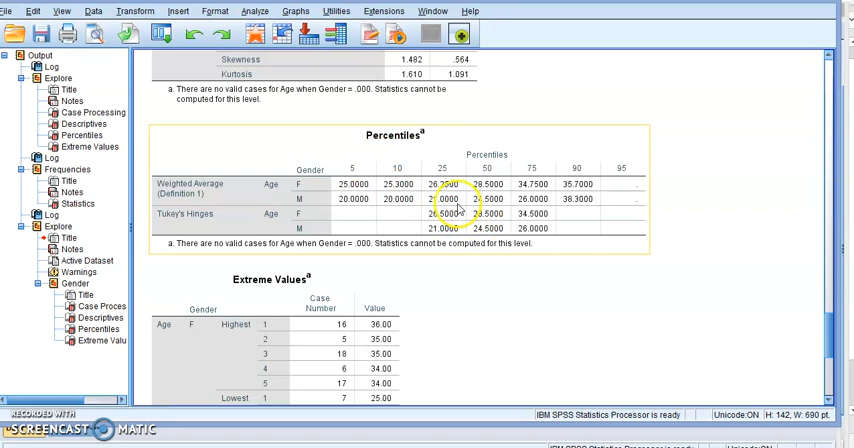 File Edit View Data Transform Insert Format Analyze Graphs Utilities Extensions Window Help
Output
Log
Explore
Title
Notes
Case Processing
Descriptives
Percentiles
Extreme Values
Log
Frequencies
Title
Notes
Statistics
Log
Explore
Title
Notes
Active Dataset
Warnings
Gender
Title
Case Proces
Descriptives
Percentiles
Extreme Valu
Skewness 1.482 .564
Kurtosis 1.610 1.091
a. There are no valid cases for Age when Gender = .000. Statistics cannot be
computed for this level.
Percentilesa
Percentiles
Gender 5 10 25 50 75 90 95
Weighted Average (Definition 1) Age F 25.0000 25.3000 26.2500 28.5000 34.7500 35.7000 .
M 20.0000 20.0000 21.0000 24.5000 26.0000 38.3000 .
Tukey's Hinges Age F 26.5000 28.5000 34.5000
M 21.0000 24.5000 26.0000
a. There are no valid cases for Age when Gender = .000. Statistics cannot be computed for this level.
Extreme Valuesa
Gender Case Number Value
Age F Highest 1 16 36.00
2 5 35.00
3 18 35.00
4 6 34.00
5 17 34.00
Lowest 1 7 25.00
IBM SPSS Statistics Processor is ready Unicode:ON H: 142, W: 690 pt.
RECORDED WITH
SCREENCAST MATIC